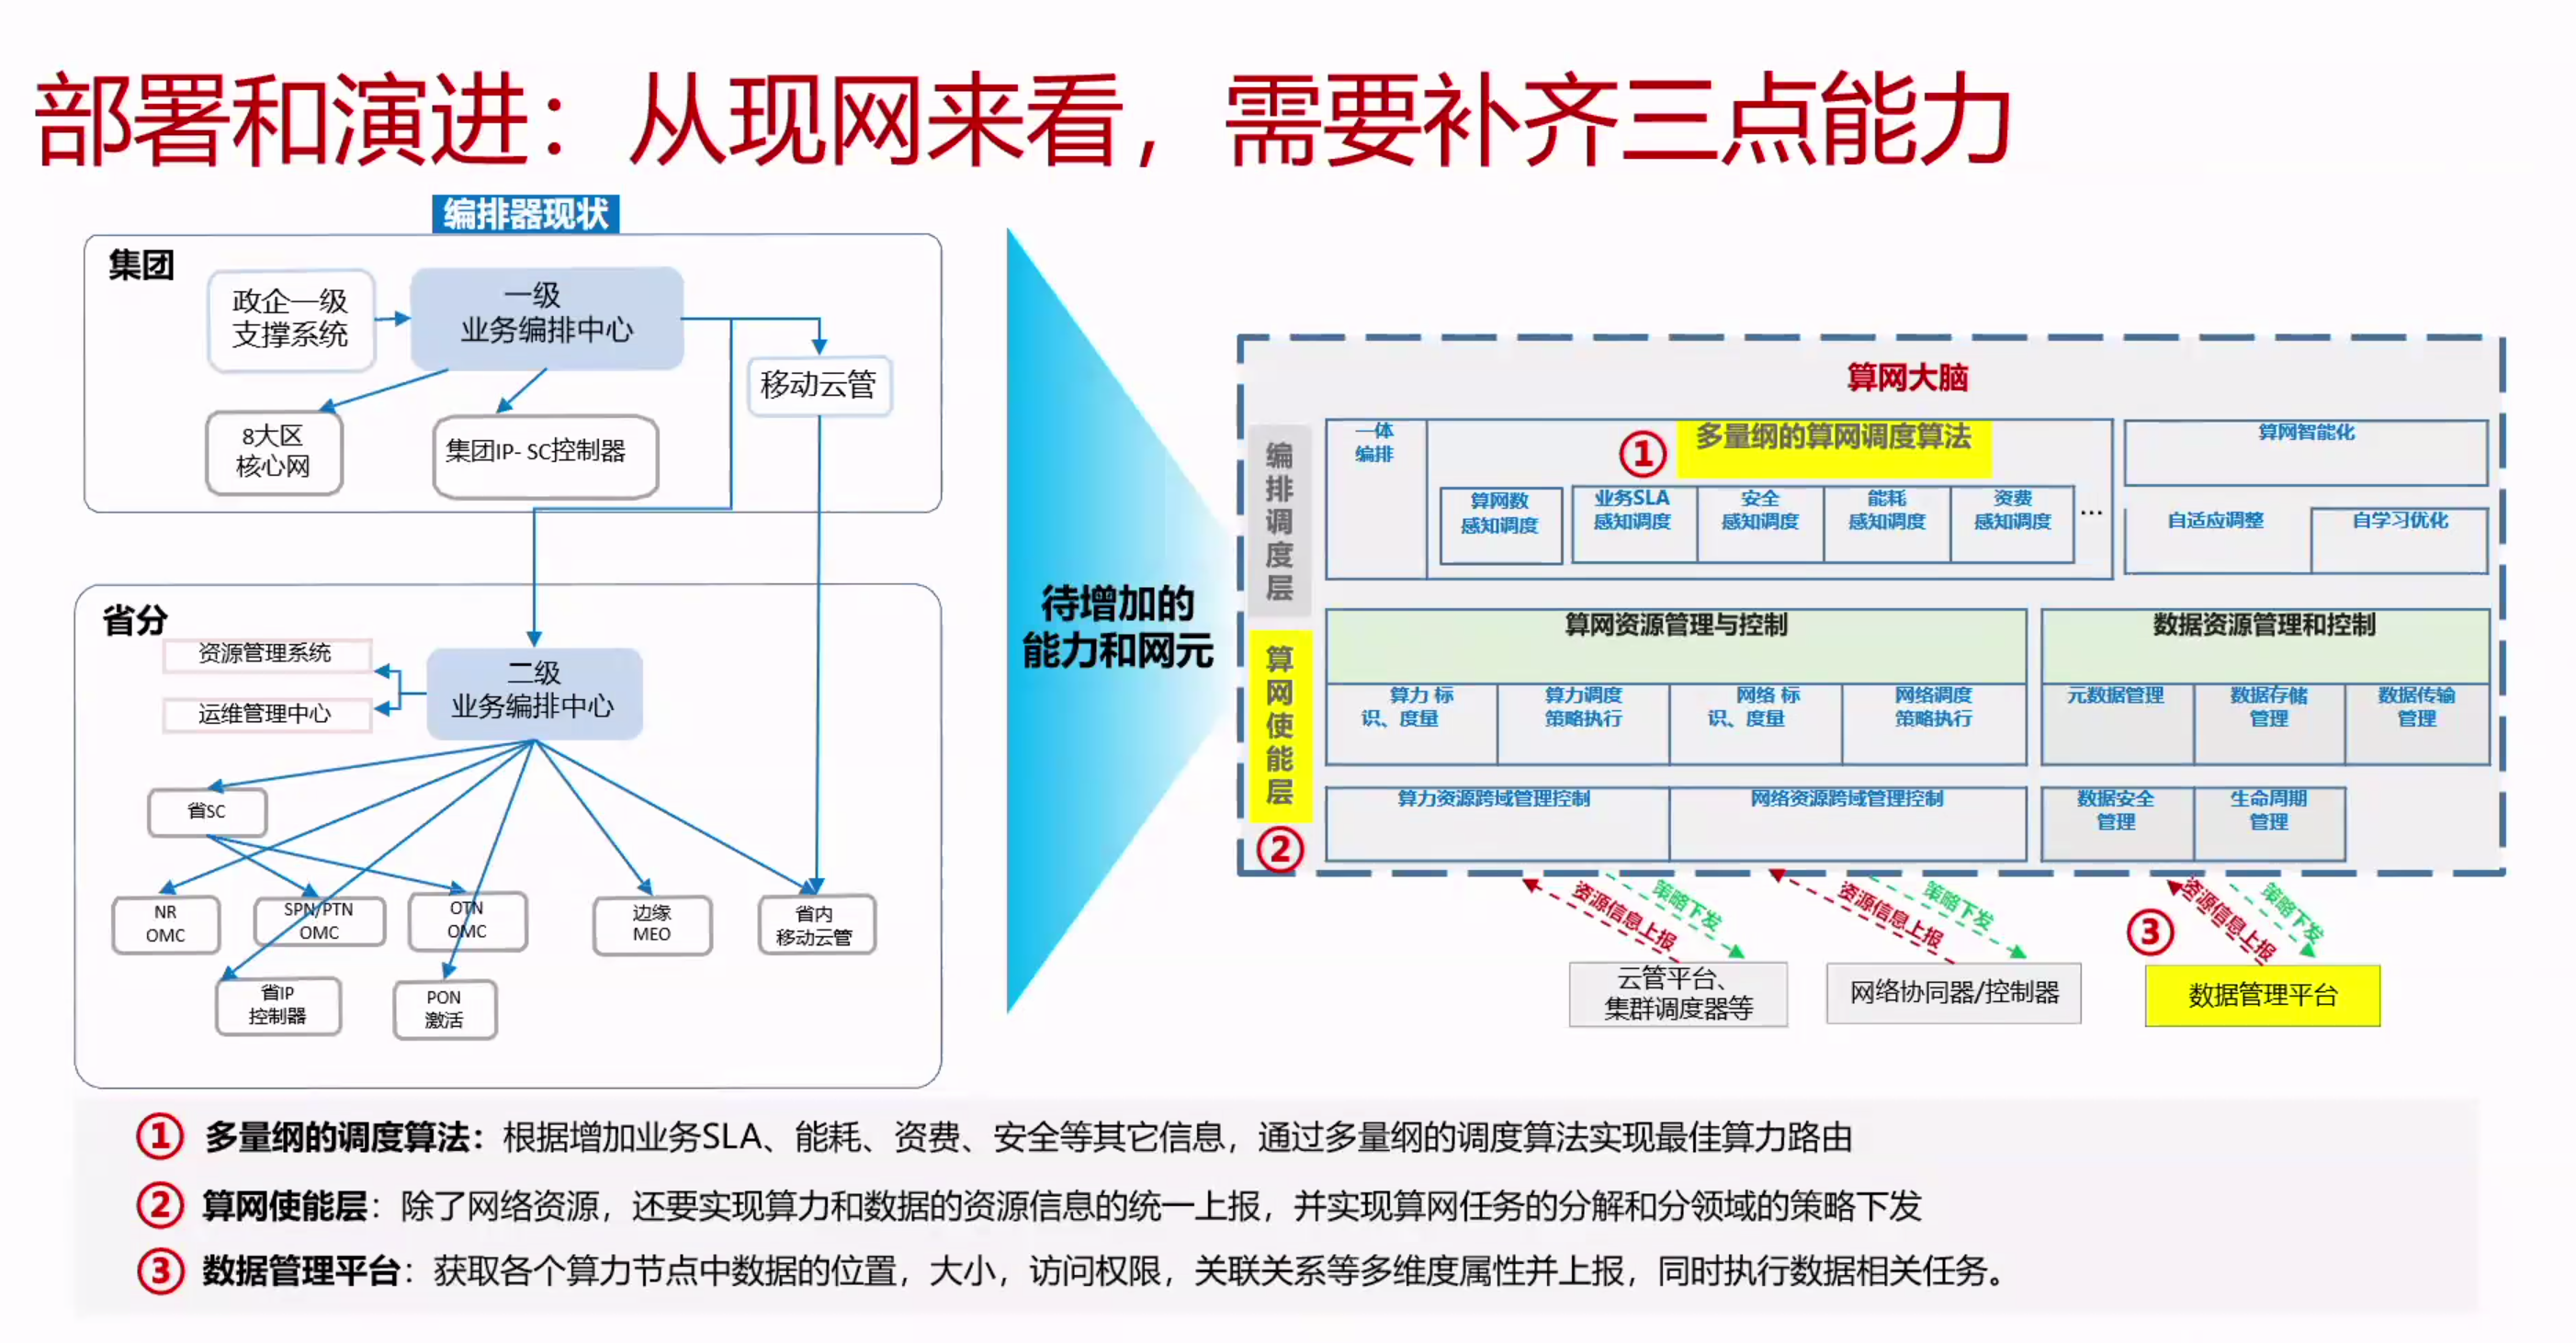 部署和演进：从现网来看，需要补齐三点能力
编排器现状
集团
政企一级
支撑系统
一级
业务编排中心
移动云管
8大区
核心网
集团IP- SC控制器
省分
资源管理系统
运维管理中心
二级
业务编排中心
省SC
NR
OMC
SPN/PTN
OMC
OTN
OMC
边缘
MEO
省内
移动云管
省IP
控制器
PON
激活
待增加的
能力和网元
算网大脑
编排调度层
一体
编排
①
多量纲的算网调度算法
算网数
感知调度
业务SLA
感知调度
安全
感知调度
能耗
感知调度
资费
感知调度
...
算网智能化
自适应调整
自学习优化
算网使能层
②
算网资源管理与控制
算力 标
识、度量
算力调度
策略执行
网络 标
识、度量
网络调度
策略执行
算力资源跨域管理控制
网络资源跨域管理控制
数据资源管理和控制
元数据管理
数据存储
管理
数据传输
管理
数据安全
管理
生命周期
管理
资源信息上报
策略下发
资源信息上报
策略下发
③
资源信息上报
策略下发
云管平台、
集群调度器等
网络协同器/控制器
数据管理平台
① 多量纲的调度算法：根据增加业务SLA、能耗、资费、安全等其它信息，通过多量纲的调度算法实现最佳算力路由
② 算网使能层：除了网络资源，还要实现算力和数据的资源信息的统一上报，并实现算网任务的分解和分领域的策略下发
③ 数据管理平台：获取各个算力节点中数据的位置，大小，访问权限，关联关系等多维度属性并上报，同时执行数据相关任务。